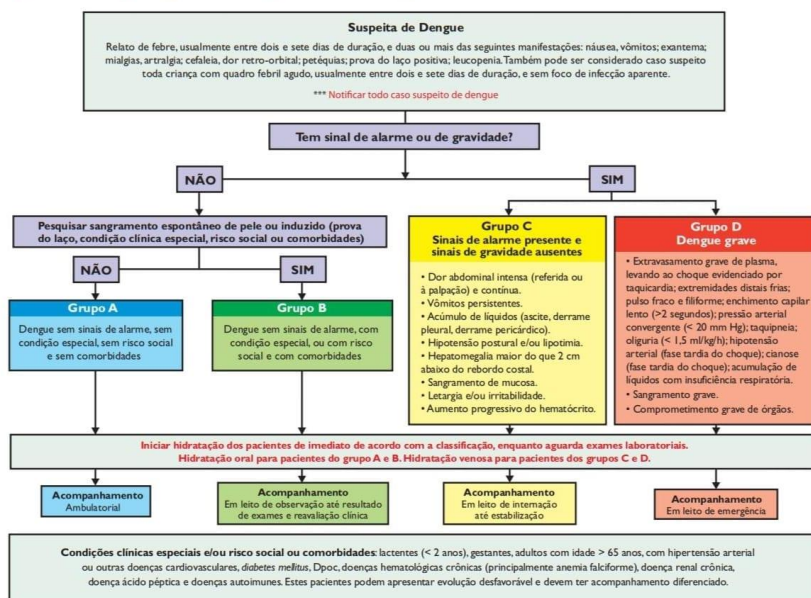 Suspeita de Dengue
Relato de febre, usualmente entre dois e sete dias de duração, e duas ou mais das seguintes manifestações: náusea, vômitos; exantema;
mialgias, artralgia; cefaleia, dor retro-orbital; petéquias; prova do laço positiva; leucopenia. Também pode ser considerado caso suspeito
toda criança com quadro febril agudo, usualmente entre dois e sete dias de duração, e sem foco de infecção aparente.
*** Notificar todo caso suspeito de dengue
Tem sinal de alarme ou de gravidade?
NÃO
SIM
Pesquisar sangramento espontâneo de pele ou induzido (prova
do laço, condição clínica especial, risco social ou comorbidades)
NÃO
SIM
Grupo A
Dengue sem sinais de alarme, sem
condição especial, sem risco social
e sem comorbidades
Grupo B
Dengue sem sinais de alarme, com
condição especial, ou com risco
social e com comorbidades
Grupo C
Sinais de alarme presente e
sinais de gravidade ausentes
• Dor abdominal intensa (referida ou
à palpação) e contínua.
• Vômitos persistentes.
• Acúmulo de líquidos (ascite, derrame
pleural, derrame pericárdico).
• Hipotensão postural e/ou lipotimia.
• Hepatomegalia maior do que 2 cm
abaixo do rebordo costal.
• Sangramento de mucosa.
• Letargia e/ou irritabilidade.
• Aumento progressivo do hematócrito.
Grupo D
Dengue grave
• Extravasamento grave de plasma,
levando ao choque evidenciado por
taquicardia; extremidades distais frias;
pulso fraco e filiforme; enchimento capilar
lento (>2 segundos); pressão arterial
convergente (< 20 mm Hg); taquipneia;
oliguria (< 1,5 ml/kg/h); hipotensão
arterial (fase tardia do choque); cianose
(fase tardia do choque); acumulação de
líquidos com insuficiência respiratória.
• Sangramento grave.
• Comprometimento grave de órgãos.
Iniciar hidratação dos pacientes de imediato de acordo com a classificação, enquanto aguarda exames laboratoriais.
Hidratação oral para pacientes do grupo A e B. Hidratação venosa para pacientes dos grupos C e D.
Acompanhamento
Ambulatorial
Acompanhamento
Em leito de observação até resultado
de exames e reavaliação clínica
Acompanhamento
Em leito de internação
até estabilização
Acompanhamento
Em leito de emergência
Condições clínicas especiais e/ou risco social ou comorbidades: lactentes (< 2 anos), gestantes, adultos com idade > 65 anos, com hipertensão arterial
ou outras doenças cardiovasculares, diabetes mellitus, Dpoc, doenças hematológicas crônicas (principalmente anemia falciforme), doença renal crônica,
doença ácido péptica e doenças autoimunes. Estes pacientes podem apresentar evolução desfavorável e devem ter acompanhamento diferenciado.